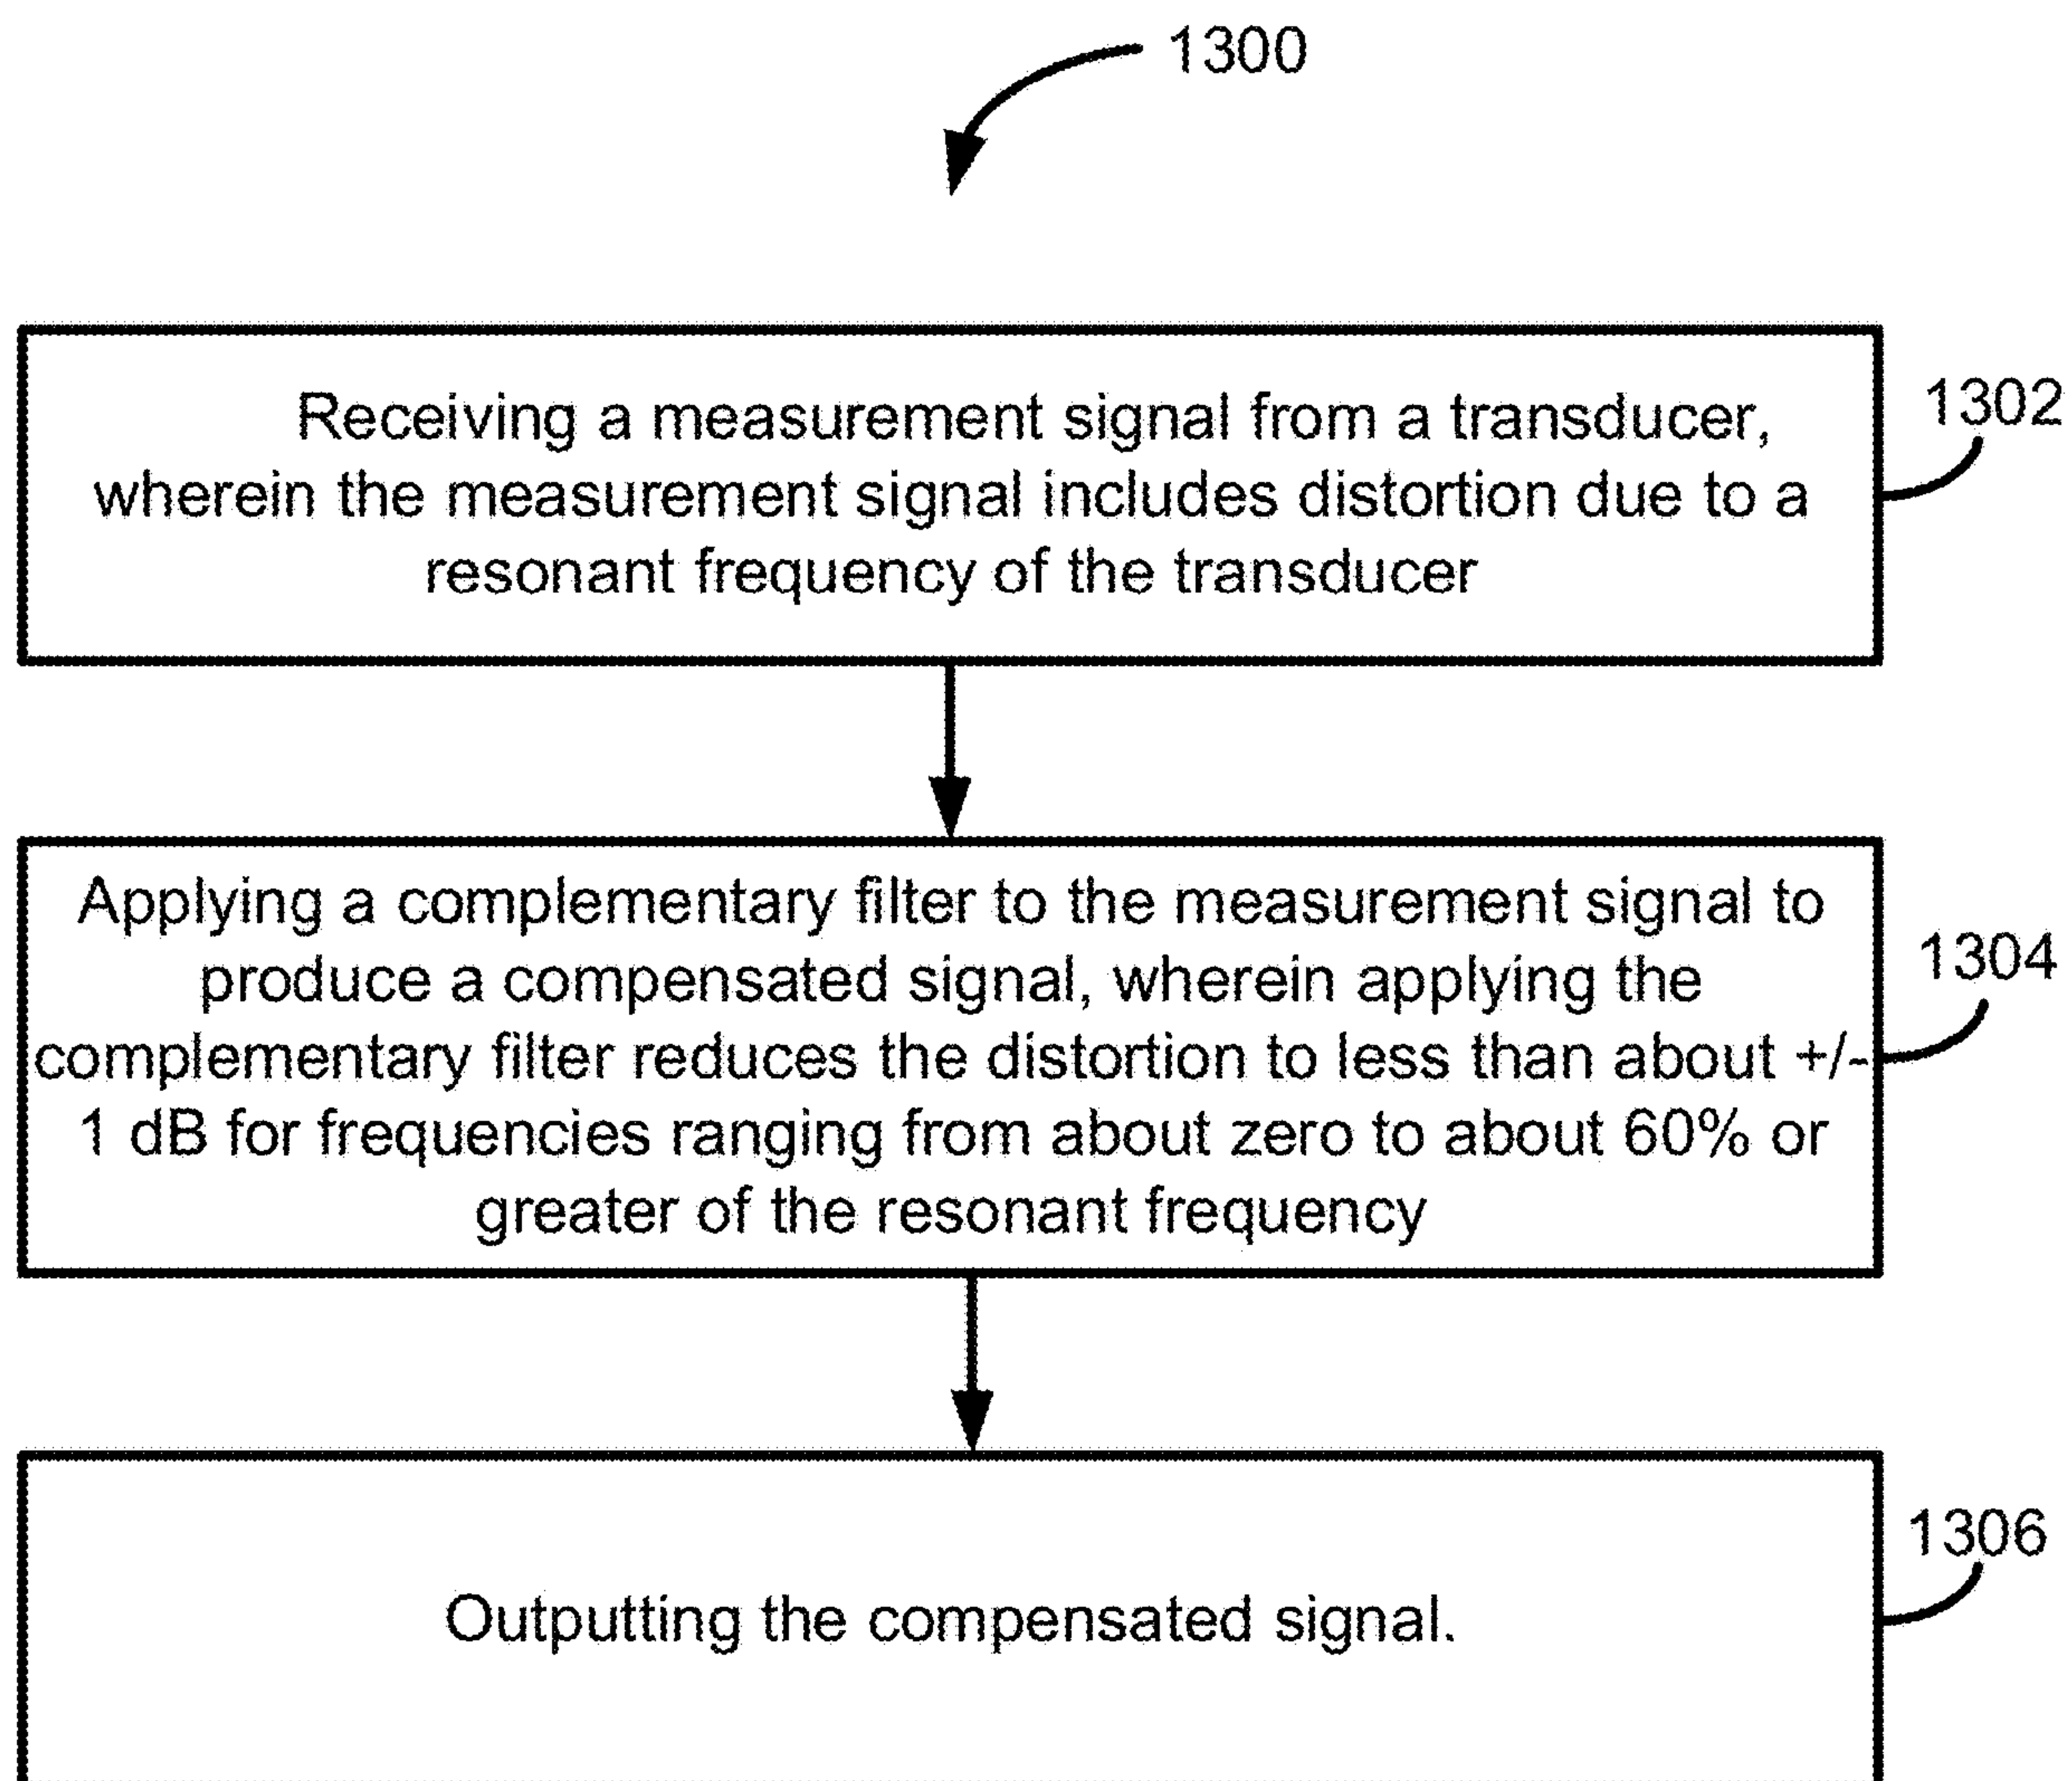 1300
Receiving a measurement signal from a transducer,
1302
wherein the measurement signal includes distortion due to a
resonant frequency of the transducer
Applying a complementary filter to the measurement signal to
1304
produce a compensated signal, wherein applying the
complementary filter reduces the distortion to less than about +/-
1 dB for frequencies ranging from about zero to about 60% or
greater of the resonant frequency
1306
Outputting the compensated signal.